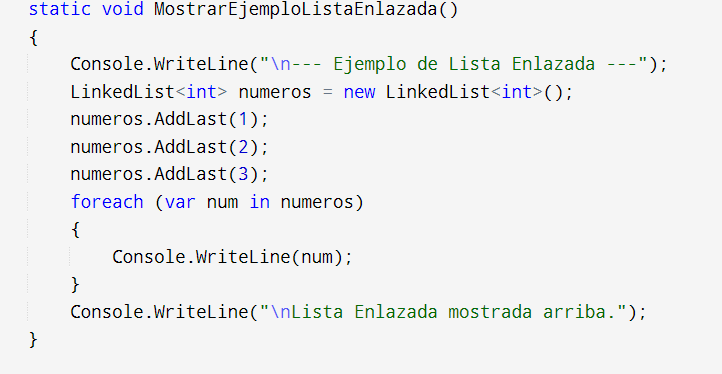 static void MostrarEjemploListaEnlazada()
{
    Console.WriteLine("\n--- Ejemplo de Lista Enlazada ---");
    LinkedList<int> numeros = new LinkedList<int>();
    numeros.AddLast(1);
    numeros.AddLast(2);
    numeros.AddLast(3);
    foreach (var num in numeros)
    {
        Console.WriteLine(num);
    }
    Console.WriteLine("\nLista Enlazada mostrada arriba.");
}